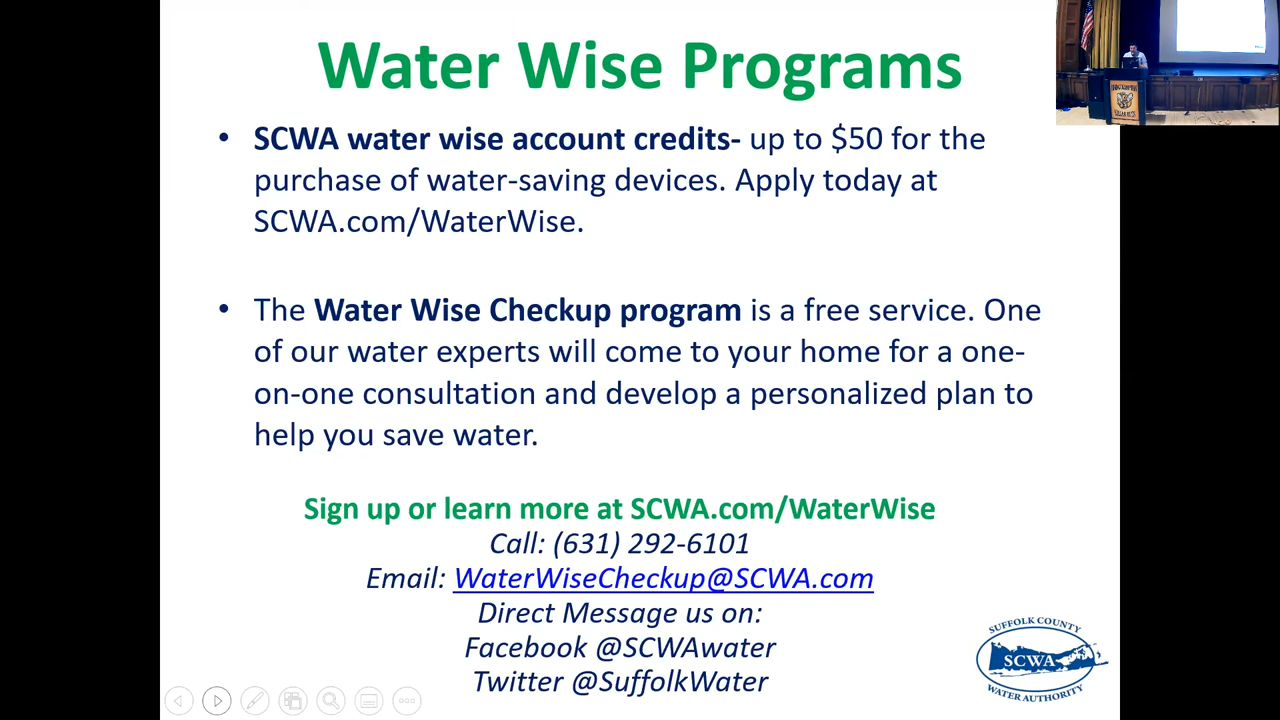 Water Wise Programs
• SCWA water wise account credits- up to $50 for the
purchase of water-saving devices. Apply today at
SCWA.com/WaterWise.
• The Water Wise Checkup program is a free service. One
of our water experts will come to your home for a one-
on-one consultation and develop a personalized plan to
help you save water.
Sign up or learn more at SCWA.com/WaterWise
Call: (631) 292-6101
Email: WaterWiseCheckup@SCWA.com
Direct Message us on:
Facebook @SCWAwater
Twitter @SuffolkWater
SUFFOLK COUNTY
SCWA
WATER AUTHORITY